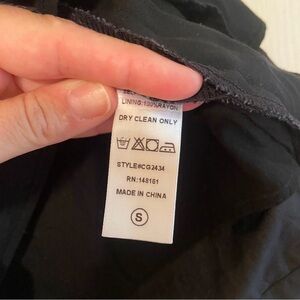 LINING:100%RAYON
DRY CLEAN ONLY
STYLE#CG2434
RN:148151
MADE IN CHINA
S